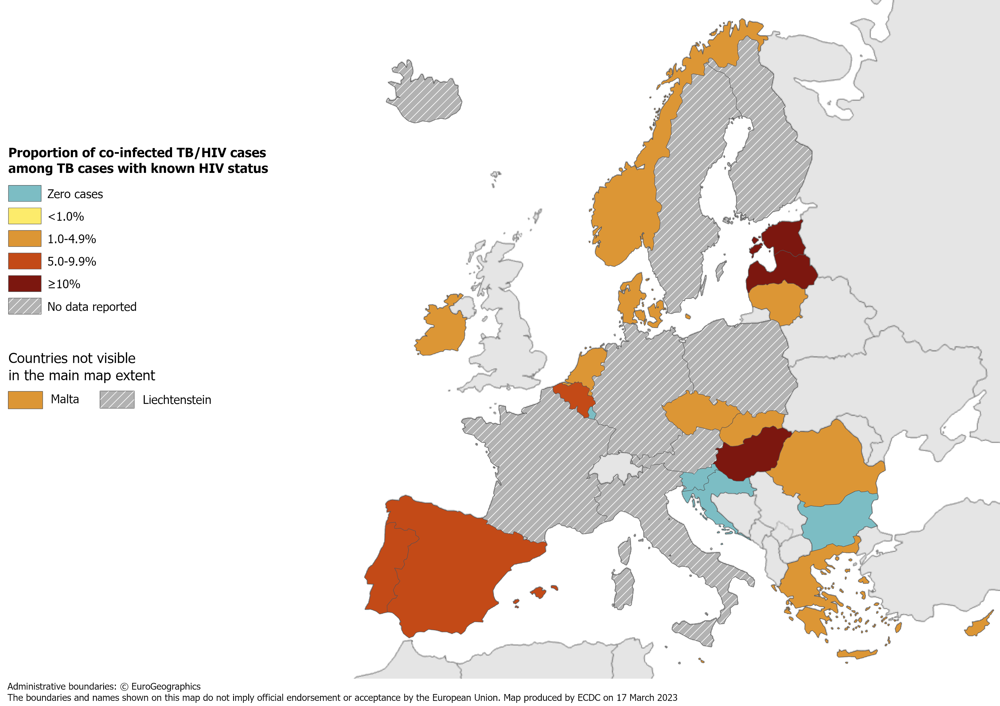 Proportion of co-infected TB/HIV cases
among TB cases with known HIV status
Zero cases
<1.0%
1.0-4.9%
5.0-9.9%
≥10%
No data reported
Countries not visible
in the main map extent
Malta
Liechtenstein
Administrative boundaries: © EuroGeographics
The boundaries and names shown on this map do not imply official endorsement or acceptance by the European Union. Map produced by ECDC on 17 March 2023